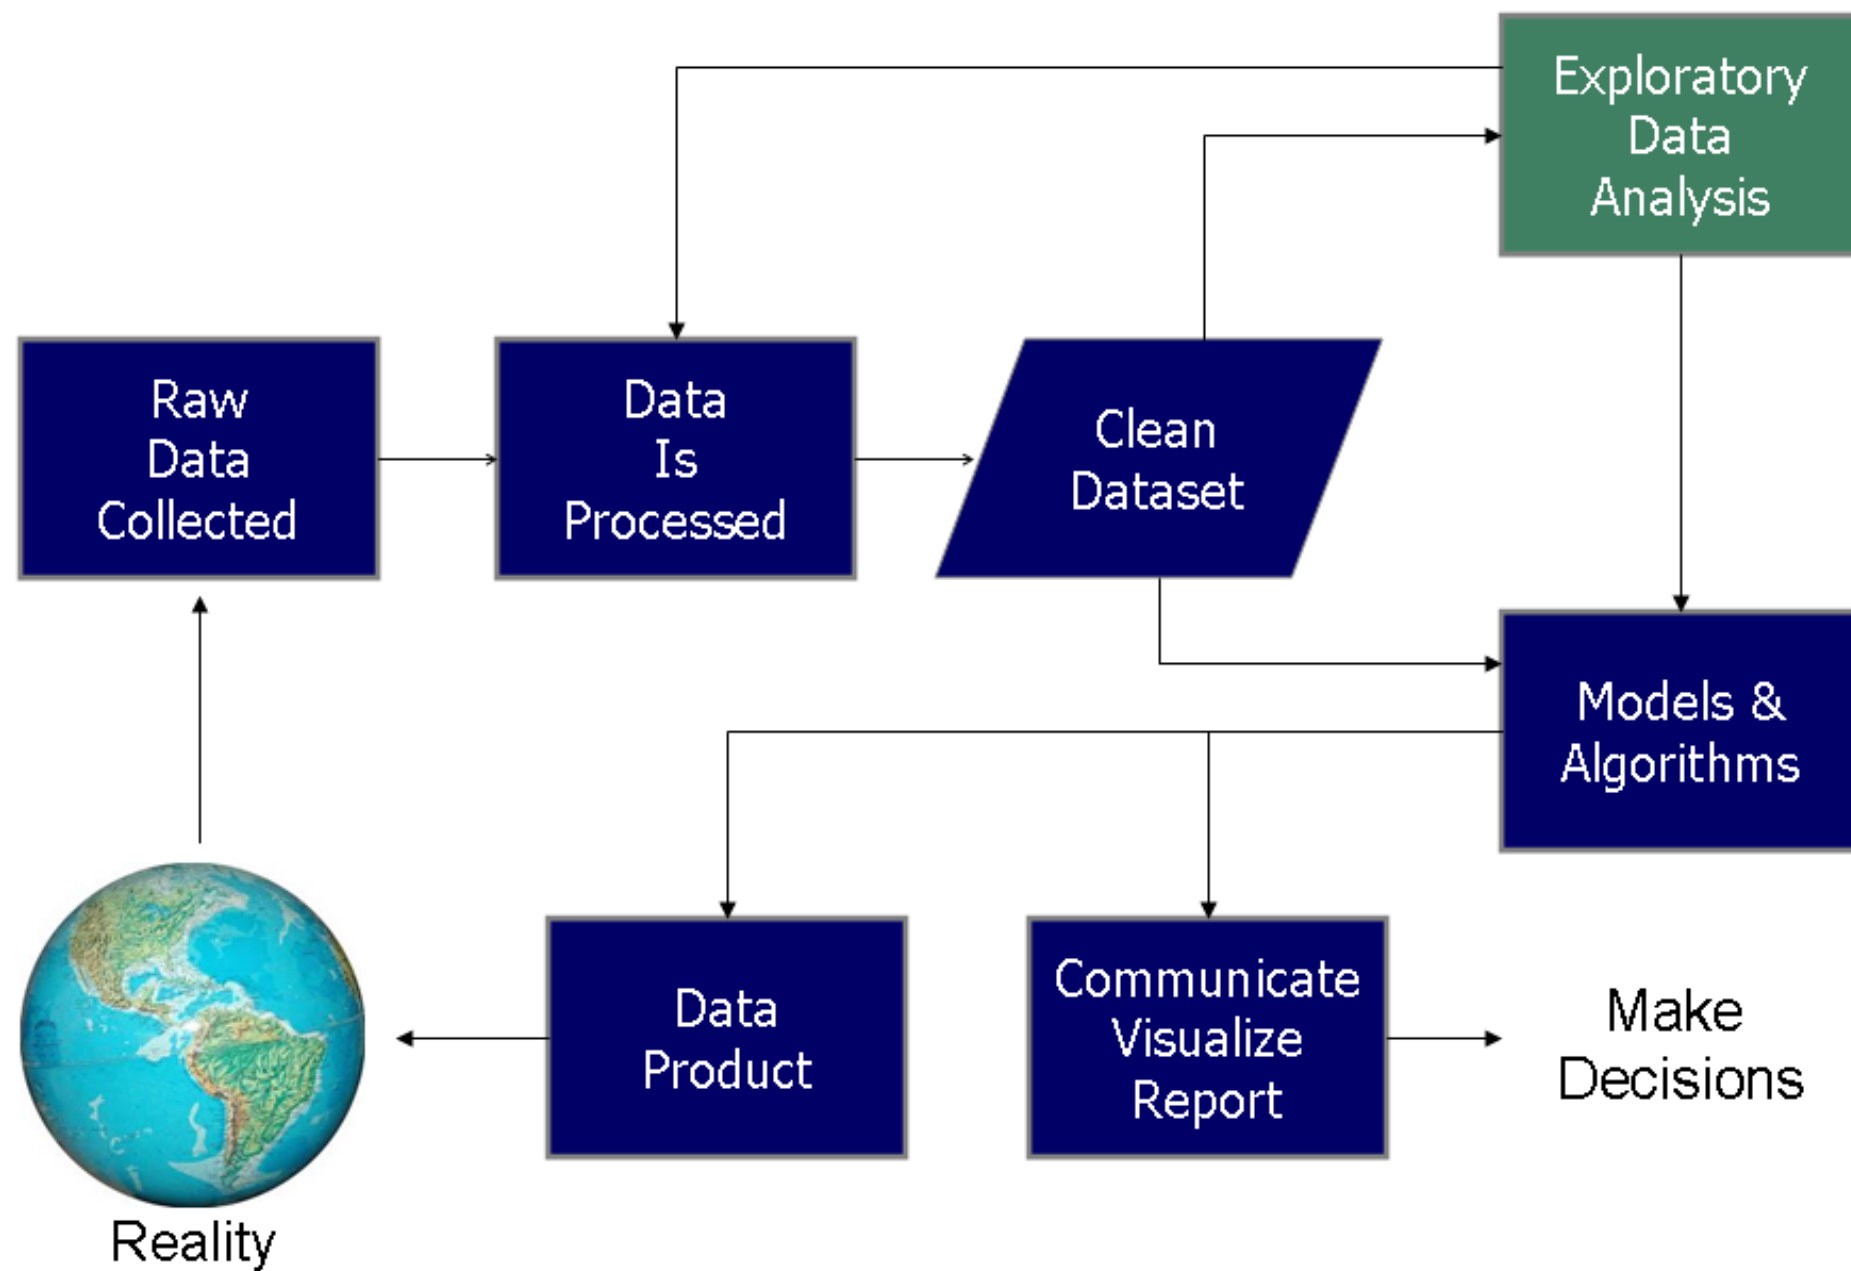 Exploratory
Data
Analysis
Raw
Data
Collected
Data
Is
Processed
Clean
Dataset
Models &
Algorithms
Data
Product
Communicate
Visualize
Report
Make
Decisions
Reality